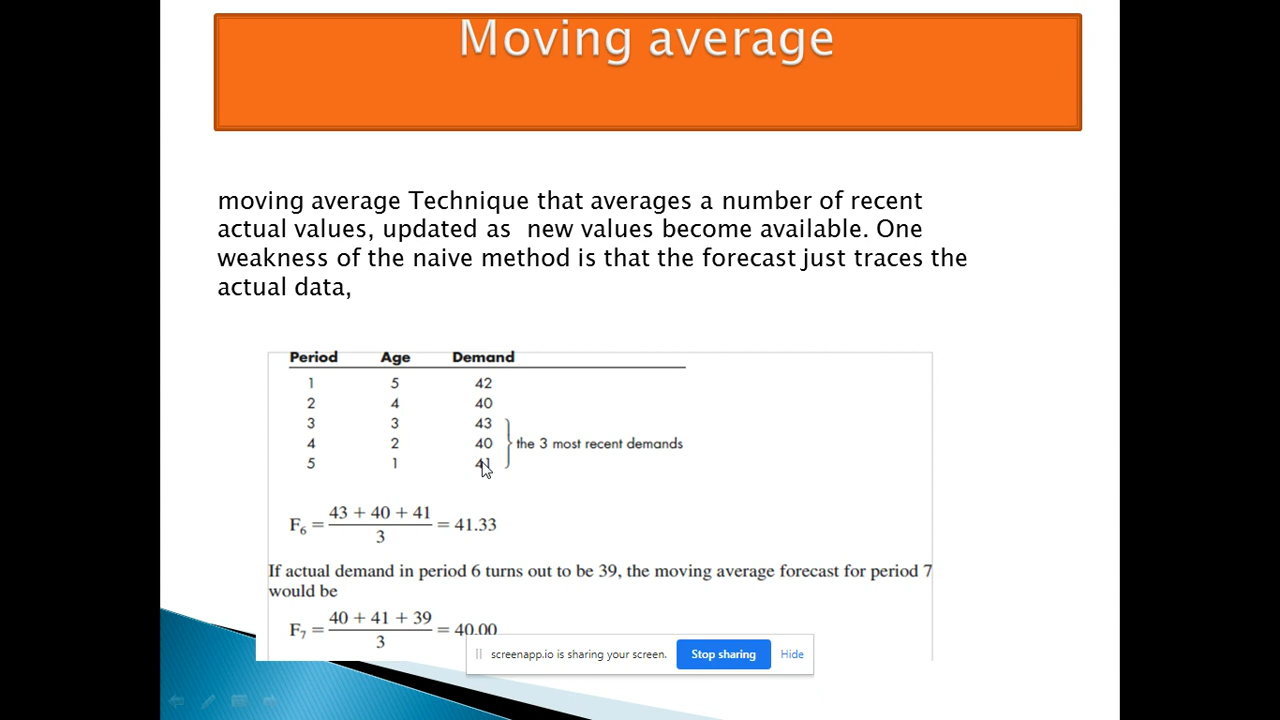 Moving average
moving average Technique that averages a number of recent
actual values, updated as new values become available. One
weakness of the naive method is that the forecast just traces the
actual data,
Period Age Demand
1 5 42
2 4 40
3 3 43
4 2 40
5 1 41
the 3 most recent demands
F₆ = (43 + 40 + 41) / 3 = 41.33
If actual demand in period 6 turns out to be 39, the moving average forecast for period 7
would be
F₇ = (40 + 41 + 39) / 3 = 40.00
screenapp.io is sharing your screen. Stop sharing Hide